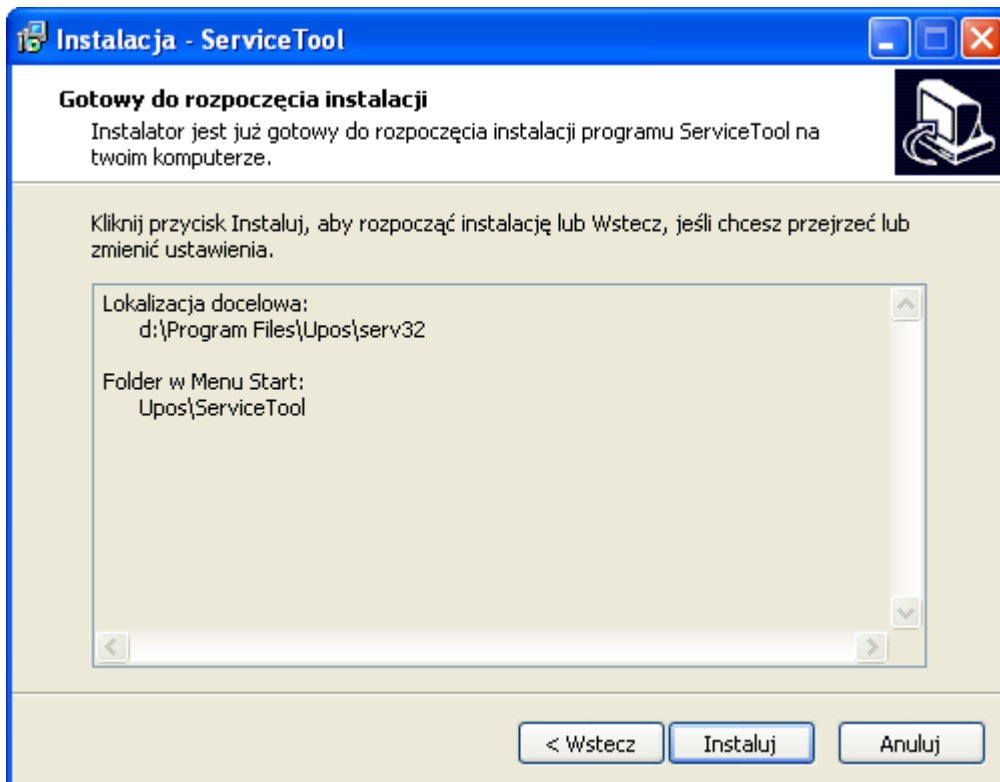 Instalacja - ServiceTool
Gotowy do rozpoczęcia instalacji
Instalator jest już gotowy do rozpoczęcia instalacji programu ServiceTool na
twoim komputerze.
Kliknij przycisk Instaluj, aby rozpocząć instalację lub Wstecz, jeśli chcesz przejrzeć lub
zmienić ustawienia.
Lokalizacja docelowa:
d:\Program Files\Upos\serv32
Folder w Menu Start:
Upos\ServiceTool
< Wstecz
Instaluj
Anuluj